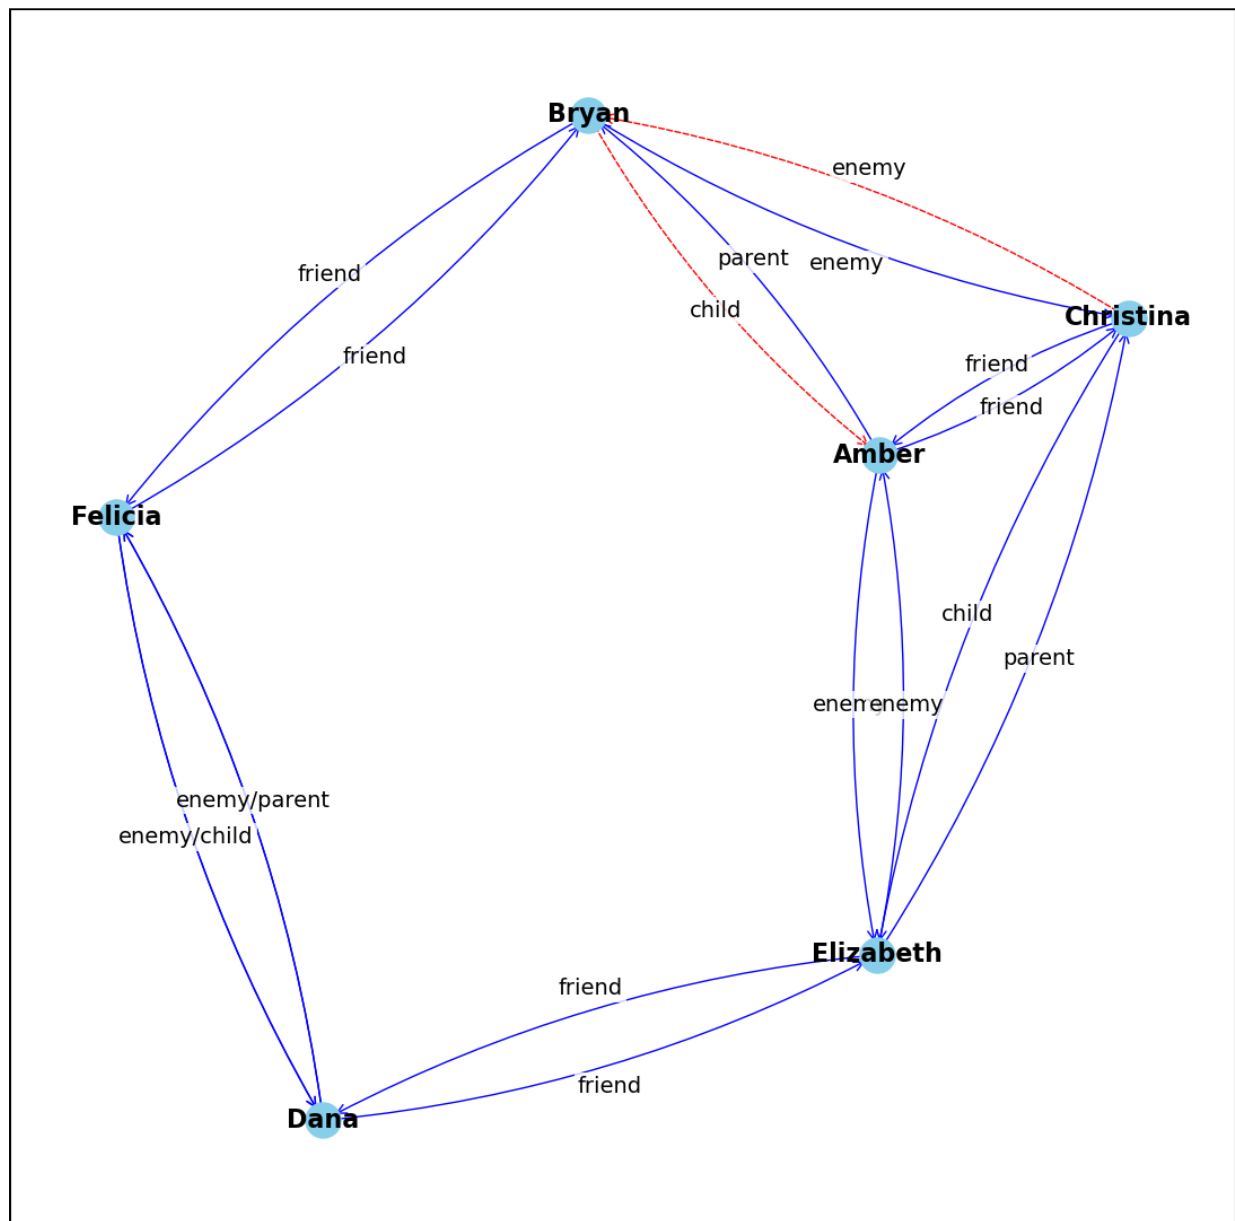 Bryan
enemy
parent
enemy
friend
child
Christina
friend
friend
friend
Amber
Felicia
child
parent
enemy
enemy
enemy/parent
enemy/child
Elizabeth
friend
friend
Dana